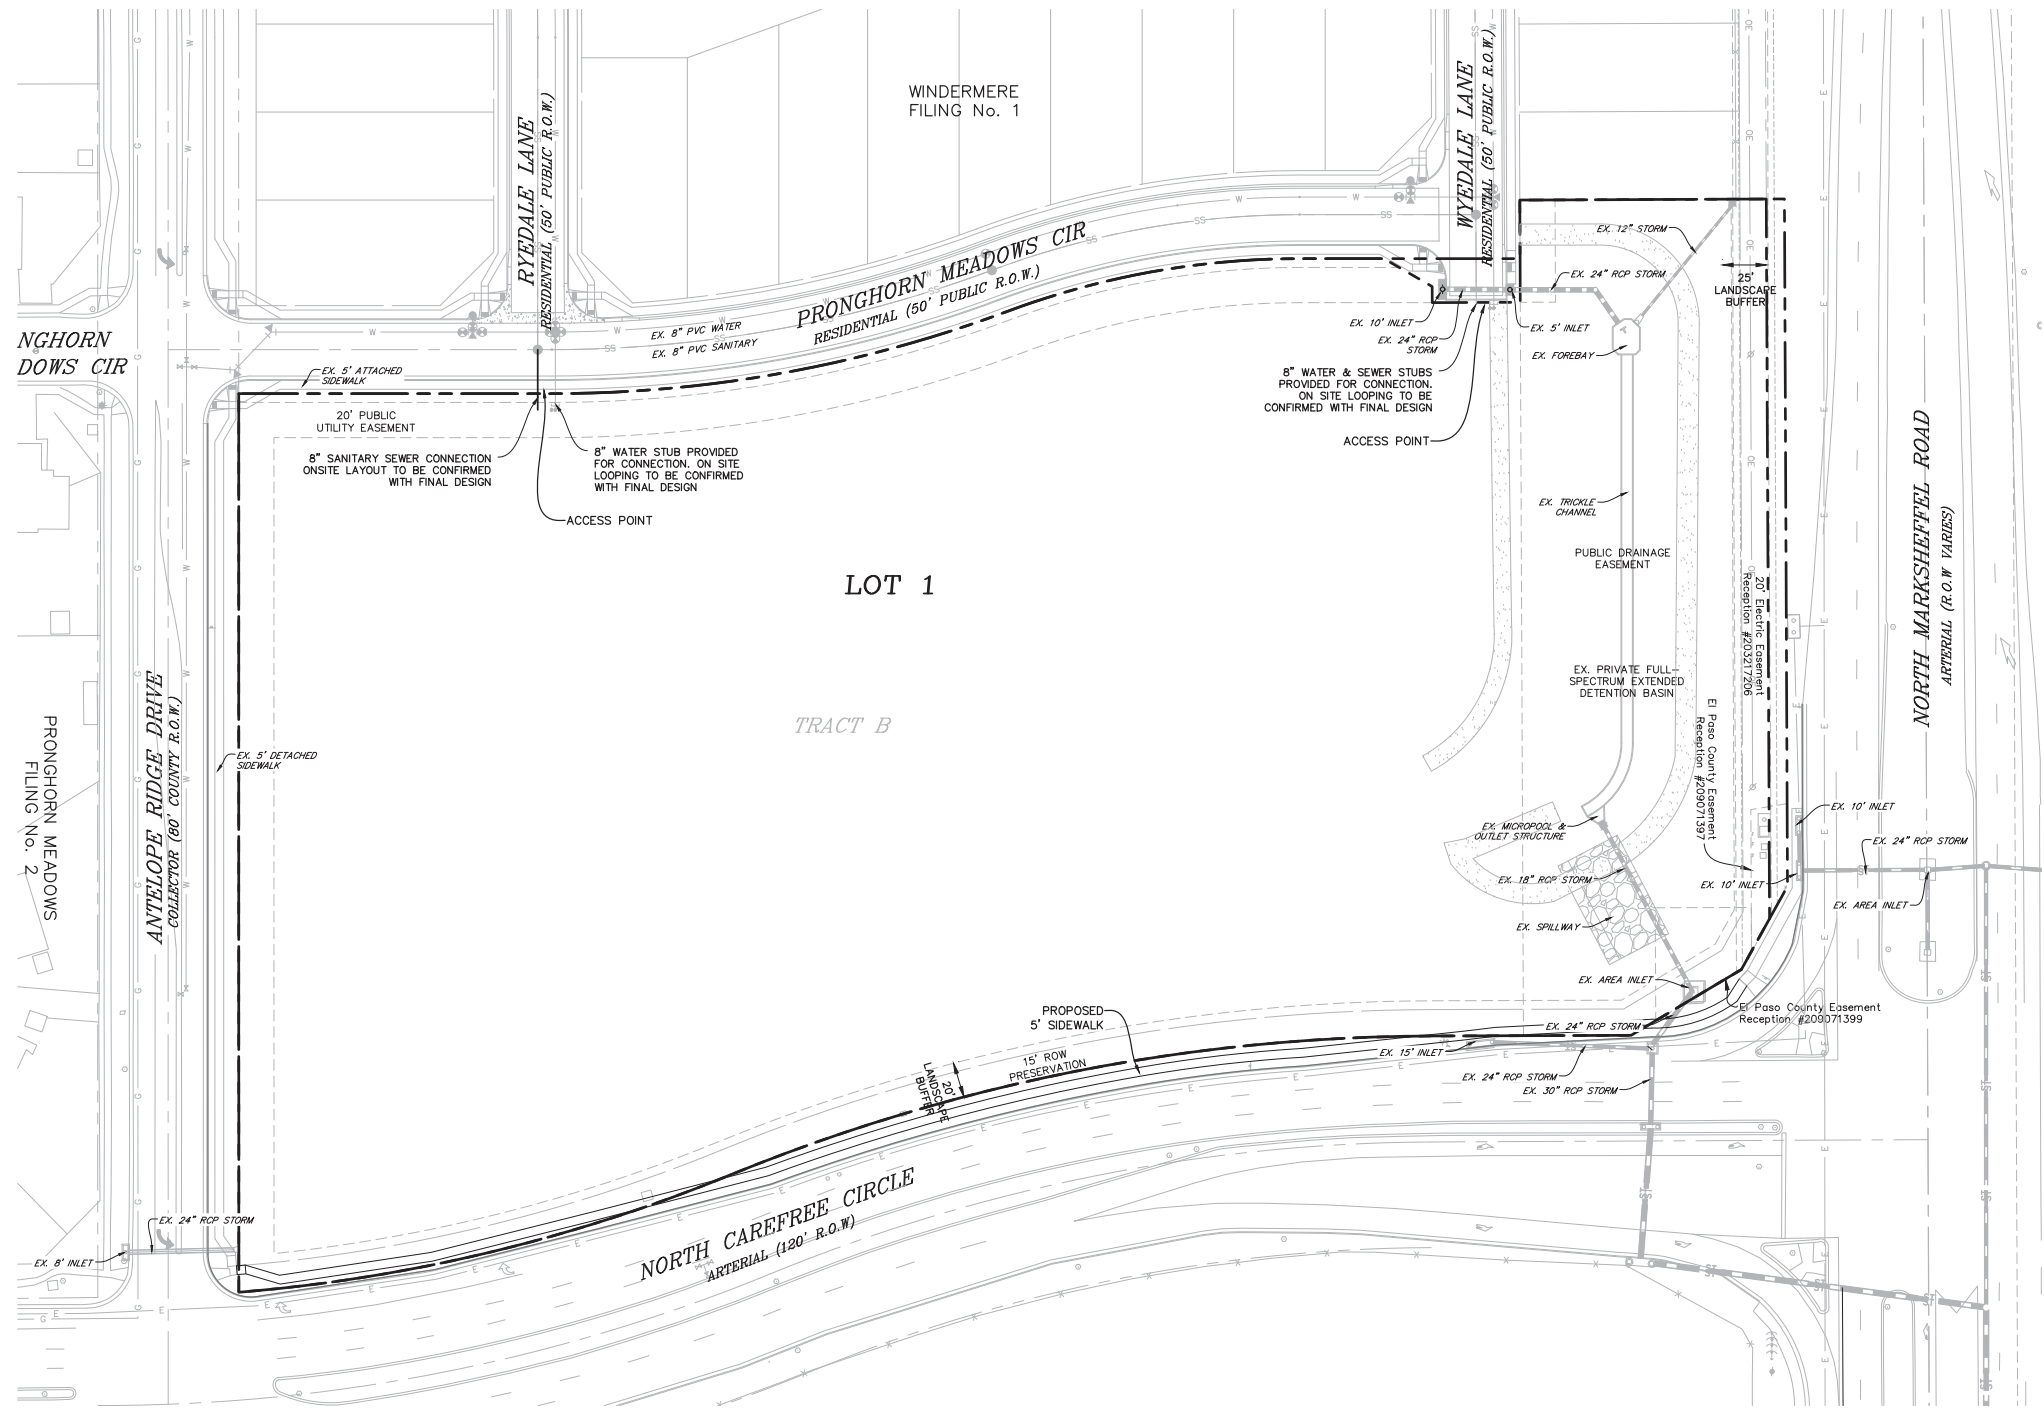 WINDERMERE
FILING No. 1
RYEDALE LANE
RESIDENTIAL (50' PUBLIC R.O.W.)
WYEDALE LANE
RESIDENTIAL (50' PUBLIC R.O.W.)
PRONGHORN MEADOWS CIR
RESIDENTIAL (50' PUBLIC R.O.W.)
EX. 8" PVC WATER
EX. 8" PVC SANITARY
NGHORN
DOWS CIR
EX. 5' ATTACHED
SIDEWALK
20' PUBLIC
UTILITY EASEMENT
8" SANITARY SEWER CONNECTION
ONSITE LAYOUT TO BE CONFIRMED
WITH FINAL DESIGN
8" WATER STUB PROVIDED
FOR CONNECTION. ON SITE
LOOPING TO BE CONFIRMED
WITH FINAL DESIGN
ACCESS POINT
EX. 12" STORM
EX. 24" RCP STORM
25'
LANDSCAPE
BUFFER
EX. 10' INLET
EX. 24" RCP
STORM
EX. 5' INLET
EX. FOREBAY
8" WATER & SEWER STUBS
PROVIDED FOR CONNECTION.
ON SITE LOOPING TO BE
CONFIRMED WITH FINAL DESIGN
ACCESS POINT
EX. TRICKLE
CHANNEL
PUBLIC DRAINAGE
EASEMENT
LOT 1
TRACT B
20' Electric Easement
Reception #203217206
EX. PRIVATE FULL-
SPECTRUM EXTENDED
DETENTION BASIN
El Paso County Easement
Reception #209071397
NORTH MARKSHEFFEL ROAD
ARTERIAL (R.O.W VARIES)
PRONGHORN MEADOWS
FILING No. 2
ANTELOPE RIDGE DRIVE
COLLECTOR (80' COUNTY R.O.W.)
EX. 5' DETACHED
SIDEWALK
EX. MICROPOOL &
OUTLET STRUCTURE
EX. 10' INLET
EX. 24" RCP STORM
EX. 18" RCP STORM
EX. 10' INLET
EX. AREA INLET
EX. SPILLWAY
EX. AREA INLET
El Paso County Easement
Reception #209071399
PROPOSED
5' SIDEWALK
EX. 24" RCP STORM
EX. 15' INLET
15' ROW
PRESERVATION
20'
LANDSCAPE
BUFFER
EX. 24" RCP STORM
EX. 30" RCP STORM
NORTH CAREFREE CIRCLE
ARTERIAL (120' R.O.W)
EX. 24" RCP STORM
EX. 8' INLET